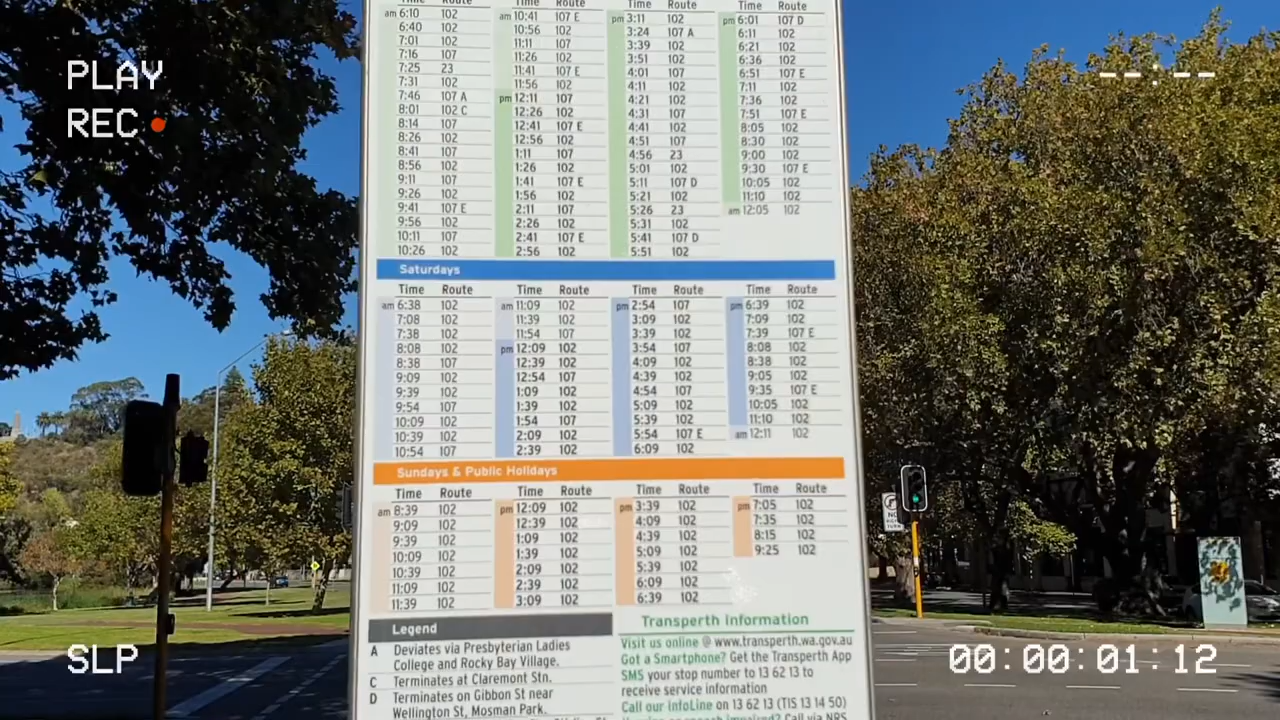 PLAY
REC
--:--
Time Route Time Route Time Route Time Route
am 6:10 102 am 10:41 107 E pm 3:11 102 pm 6:01 107 D
6:40 102 10:56 102 3:24 107 A 6:11 102
7:01 102 11:11 107 3:39 102 6:21 102
7:16 107 11:26 102 3:51 102 6:36 102
7:25 23 11:41 107 E 4:01 107 6:51 107 E
7:31 102 11:56 102 4:11 102 7:11 102
7:46 107 A pm 12:11 107 4:21 102 7:36 102
8:01 102 C 12:26 102 4:31 107 7:51 107 E
8:14 107 12:41 107 E 4:41 102 8:05 102
8:26 102 12:56 102 4:51 107 8:30 102
8:41 107 1:11 107 4:56 23 9:00 102
8:56 102 1:26 102 5:01 102 9:30 107 E
9:11 107 1:41 107 E 5:11 107 D 10:05 102
9:26 102 1:56 102 5:21 102 11:10 102
9:41 107 E 2:11 107 5:26 23 am 12:05 102
9:56 102 2:26 102 5:31 102
10:11 107 2:41 107 E 5:41 107 D
10:26 102 2:56 102 5:51 102
Saturdays
Time Route Time Route Time Route Time Route
am 6:38 102 am 11:09 102 pm 2:54 107 pm 6:39 102
7:08 102 11:39 102 3:09 102 7:09 102
7:38 102 11:54 107 3:39 102 7:39 107 E
8:08 102 pm 12:09 102 3:54 107 8:08 102
8:38 107 12:39 102 4:09 102 8:38 102
9:09 102 12:54 107 4:39 102 9:05 102
9:39 102 1:09 102 4:54 107 9:35 107 E
9:54 107 1:39 102 5:09 102 10:05 102
10:09 102 1:54 107 5:39 102 11:10 102
10:39 102 2:09 102 5:54 107 E am 12:11 102
10:54 107 2:39 102 6:09 102
Sundays & Public Holidays
Time Route Time Route Time Route Time Route
am 8:39 102 pm 12:09 102 pm 3:39 102 pm 7:05 102
9:09 102 12:39 102 4:09 102 7:35 102
9:39 102 1:09 102 4:39 102 8:15 102
10:09 102 1:39 102 5:09 102 9:25 102
10:39 102 2:09 102 5:39 102
11:09 102 2:39 102 6:09 102
11:39 102 3:09 102 6:39 102
Legend
A Deviates via Presbyterian Ladies
College and Rocky Bay Village.
C Terminates at Claremont Stn.
D Terminates on Gibbon St near
Wellington St, Mosman Park.
Transperth Information
Visit us online @ www.transperth.wa.gov.au
Got a Smartphone? Get the Transperth App
SMS your stop number to 13 62 13 to
receive service information
Call our InfoLine on 13 62 13 (TIS 13 14 50)
NO
TURN
SLP
00:00:01:12